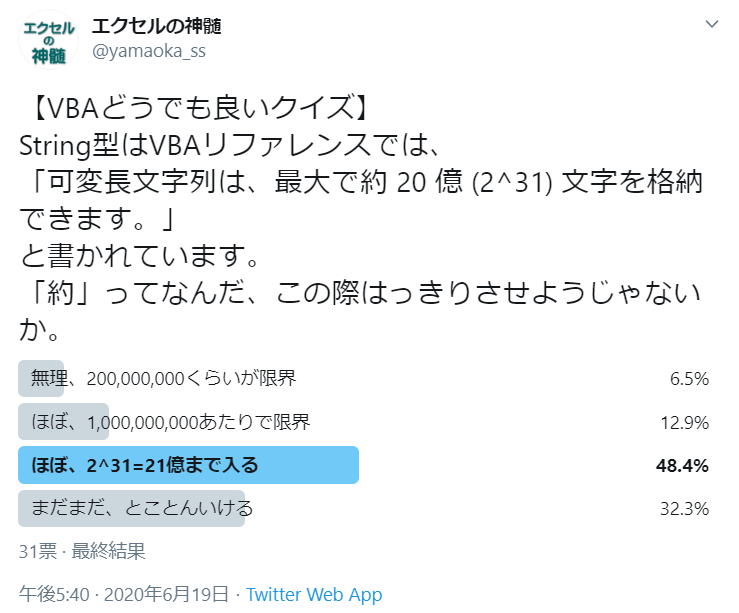 エクセル
の
神髄
エクセルの神髄
@yamaoka_ss
【VBAどうでも良いクイズ】
String型はVBAリファレンスでは、
「可変長文字列は、最大で約 20 億 (2^31) 文字を格納
できます。」
と書かれています。
「約」ってなんだ、この際はっきりさせようじゃない
か。
無理、200,000,000くらいが限界 6.5%
ほぼ、1,000,000,000あたりで限界 12.9%
ほぼ、2^31=21億まで入る 48.4%
まだまだ、とことんいける 32.3%
31票 · 最終結果
午後5:40 · 2020年6月19日 · Twitter Web App